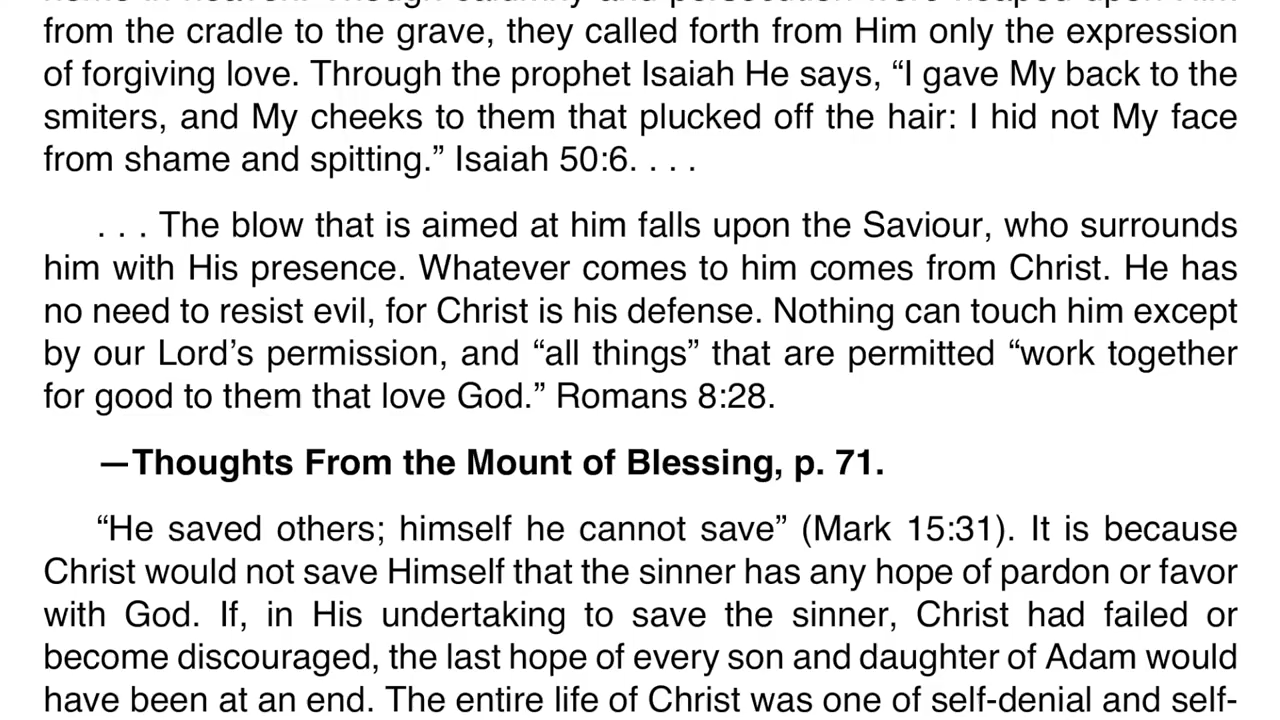 from the cradle to the grave, they called forth from Him only the expression
of forgiving love. Through the prophet Isaiah He says, “I gave My back to the
smiters, and My cheeks to them that plucked off the hair: I hid not My face
from shame and spitting.” Isaiah 50:6. . . .
. . . The blow that is aimed at him falls upon the Saviour, who surrounds
him with His presence. Whatever comes to him comes from Christ. He has
no need to resist evil, for Christ is his defense. Nothing can touch him except
by our Lord’s permission, and “all things” that are permitted “work together
for good to them that love God.” Romans 8:28.
—Thoughts From the Mount of Blessing, p. 71.
“He saved others; himself he cannot save” (Mark 15:31). It is because
Christ would not save Himself that the sinner has any hope of pardon or favor
with God. If, in His undertaking to save the sinner, Christ had failed or
become discouraged, the last hope of every son and daughter of Adam would
have been at an end. The entire life of Christ was one of self-denial and self-